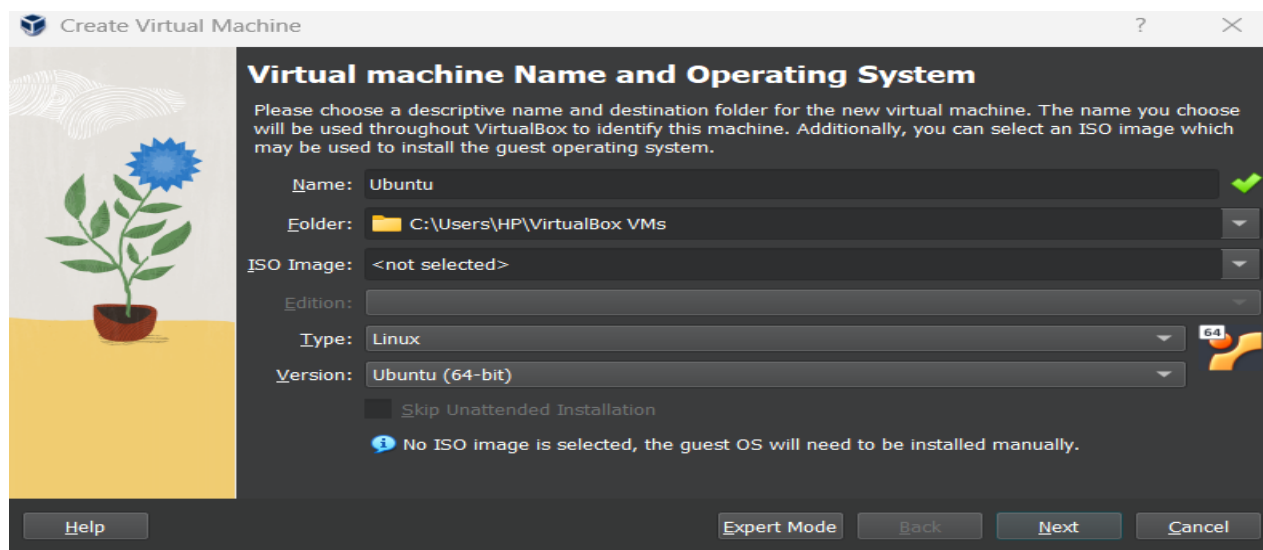 Create Virtual Machine ? ×
Virtual machine Name and Operating System
Please choose a descriptive name and destination folder for the new virtual machine. The name you choose
will be used throughout VirtualBox to identify this machine. Additionally, you can select an ISO image which
may be used to install the guest operating system.
Name: Ubuntu
Folder: C:\Users\HP\VirtualBox VMs
ISO Image: <not selected>
Edition:
Type: Linux
64
Version: Ubuntu (64-bit)
Skip Unattended Installation
No ISO image is selected, the guest OS will need to be installed manually.
Help Expert Mode Back Next Cancel